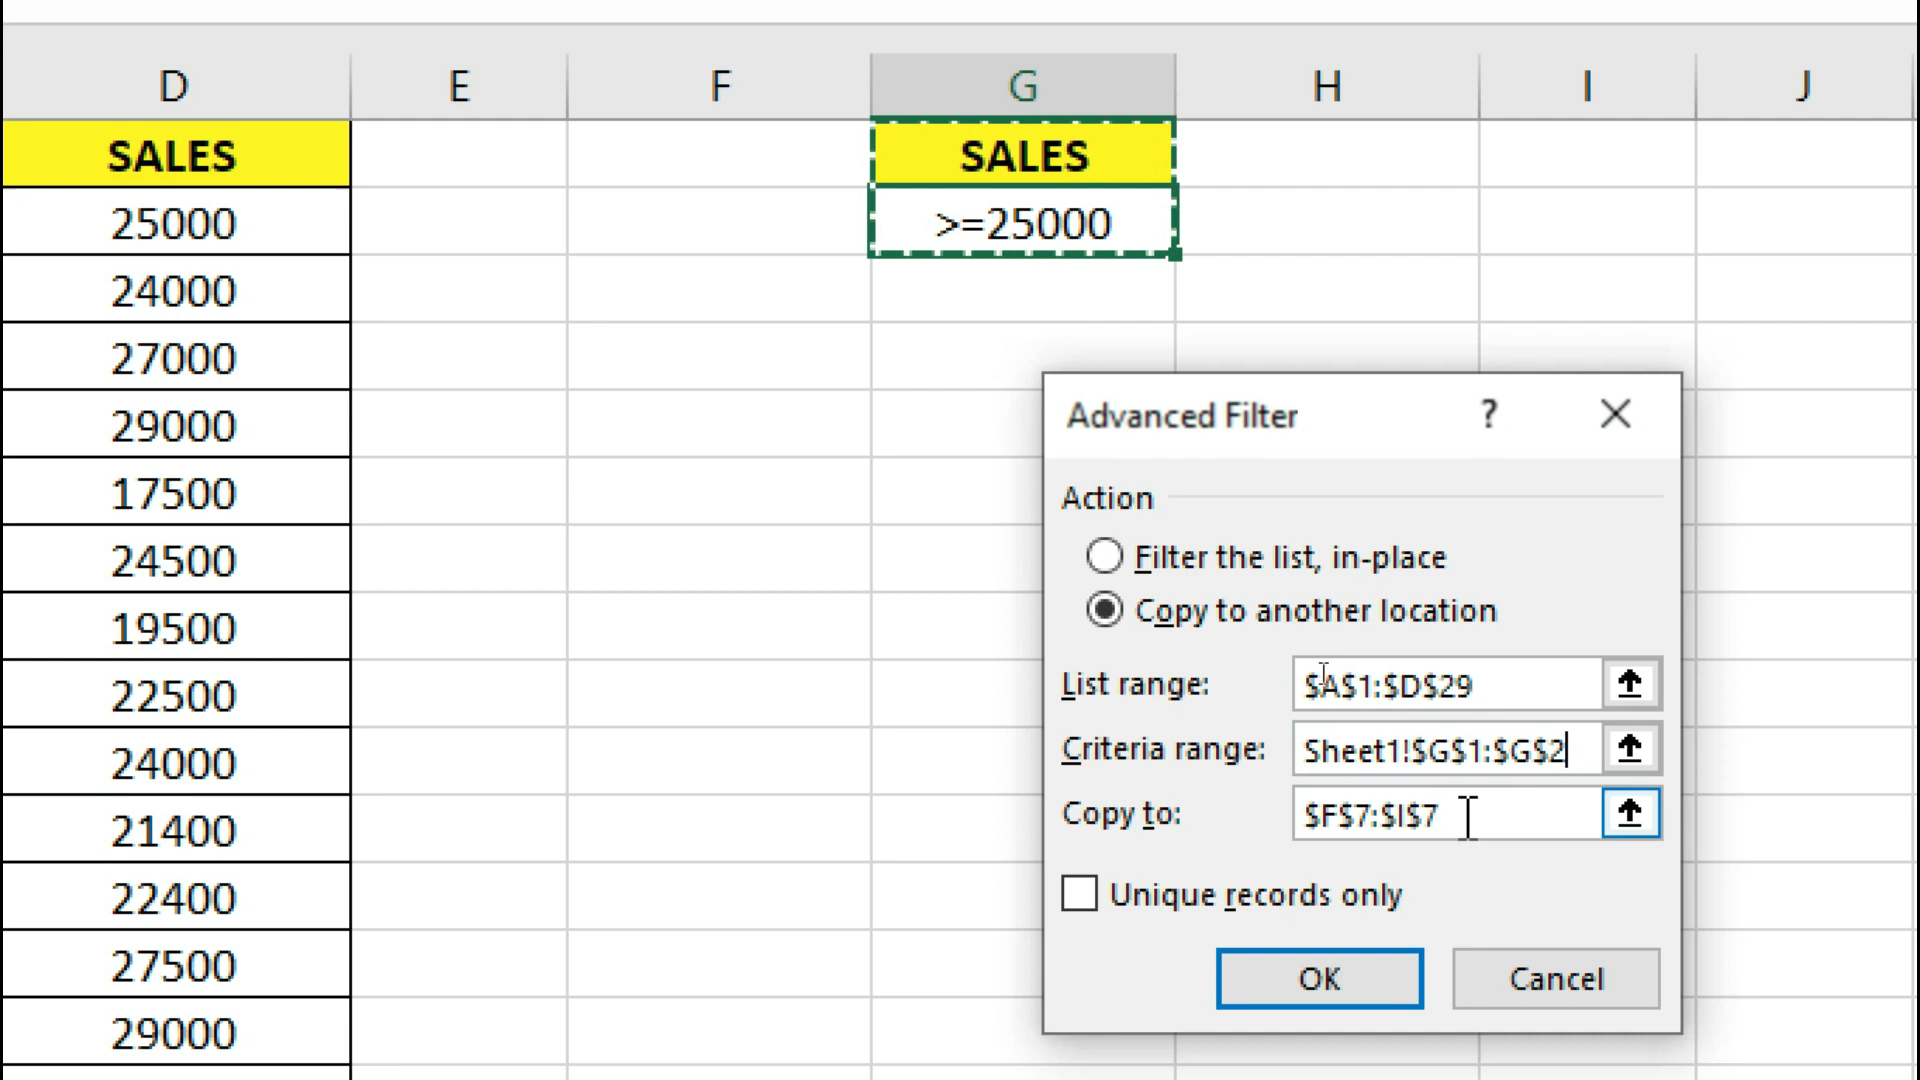 D E F G H I J
SALES SALES
25000 >=25000
24000
27000
29000
17500
24500
19500
22500
24000
21400
22400
27500
29000
Advanced Filter ? ×
Action
Filter the list, in-place
Copy to another location
List range: $A$1:$D$29
Criteria range: Sheet1!$G$1:$G$2
Copy to: $F$7:$I$7
Unique records only
OK Cancel